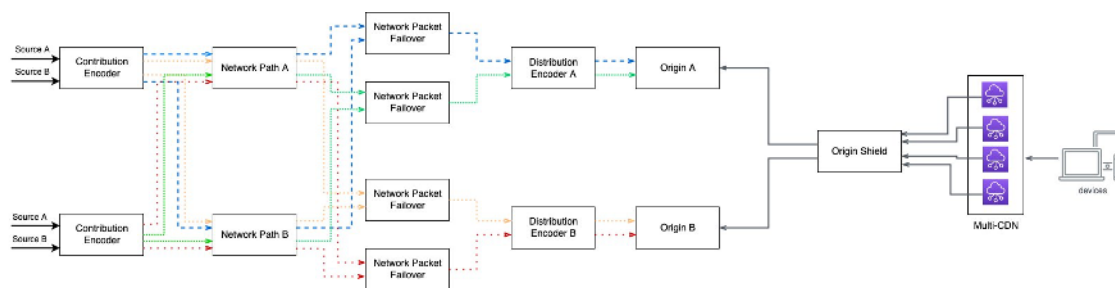 Source A
Source B
Contribution
Encoder
Network Path A
Network Packet
Failover
Network Packet
Failover
Distribution
Encoder A
Origin A
Source A
Source B
Contribution
Encoder
Network Path B
Network Packet
Failover
Network Packet
Failover
Distribution
Encoder B
Origin B
Origin Shield
Multi-CDN
devices